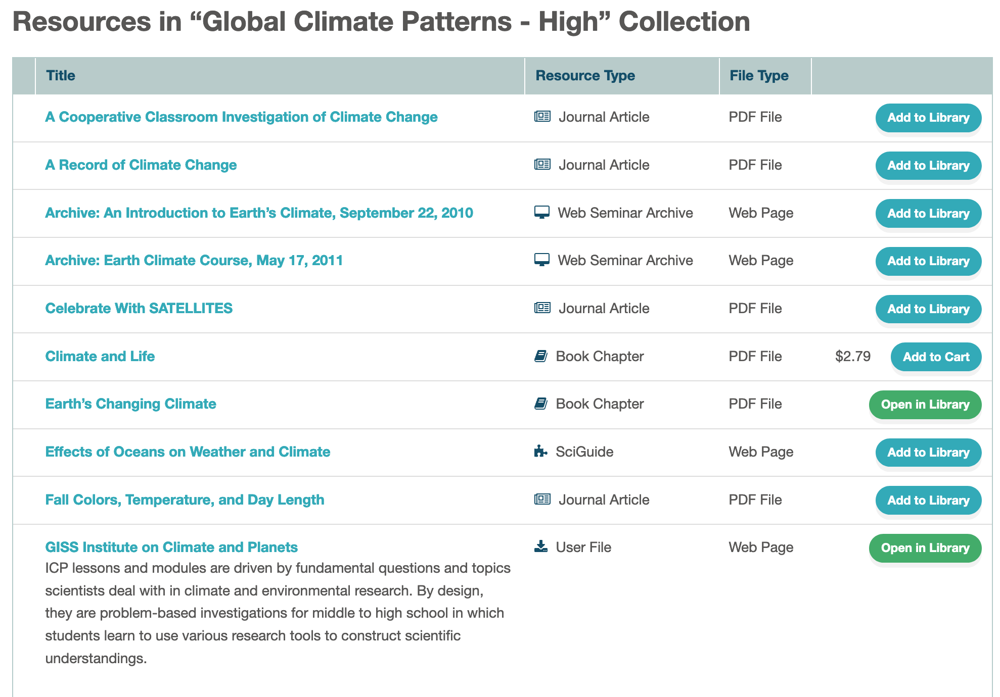 Resources in “Global Climate Patterns - High” Collection
Title Resource Type File Type
A Cooperative Classroom Investigation of Climate Change Journal Article PDF File Add to Library
A Record of Climate Change Journal Article PDF File Add to Library
Archive: An Introduction to Earth’s Climate, September 22, 2010 Web Seminar Archive Web Page Add to Library
Archive: Earth Climate Course, May 17, 2011 Web Seminar Archive Web Page Add to Library
Celebrate With SATELLITES Journal Article PDF File Add to Library
Climate and Life Book Chapter PDF File $2.79 Add to Cart
Earth’s Changing Climate Book Chapter PDF File Open in Library
Effects of Oceans on Weather and Climate SciGuide Web Page Add to Library
Fall Colors, Temperature, and Day Length Journal Article PDF File Add to Library
GISS Institute on Climate and Planets User File Web Page Open in Library
ICP lessons and modules are driven by fundamental questions and topics
scientists deal with in climate and environmental research. By design,
they are problem-based investigations for middle to high school in which
students learn to use various research tools to construct scientific
understandings.